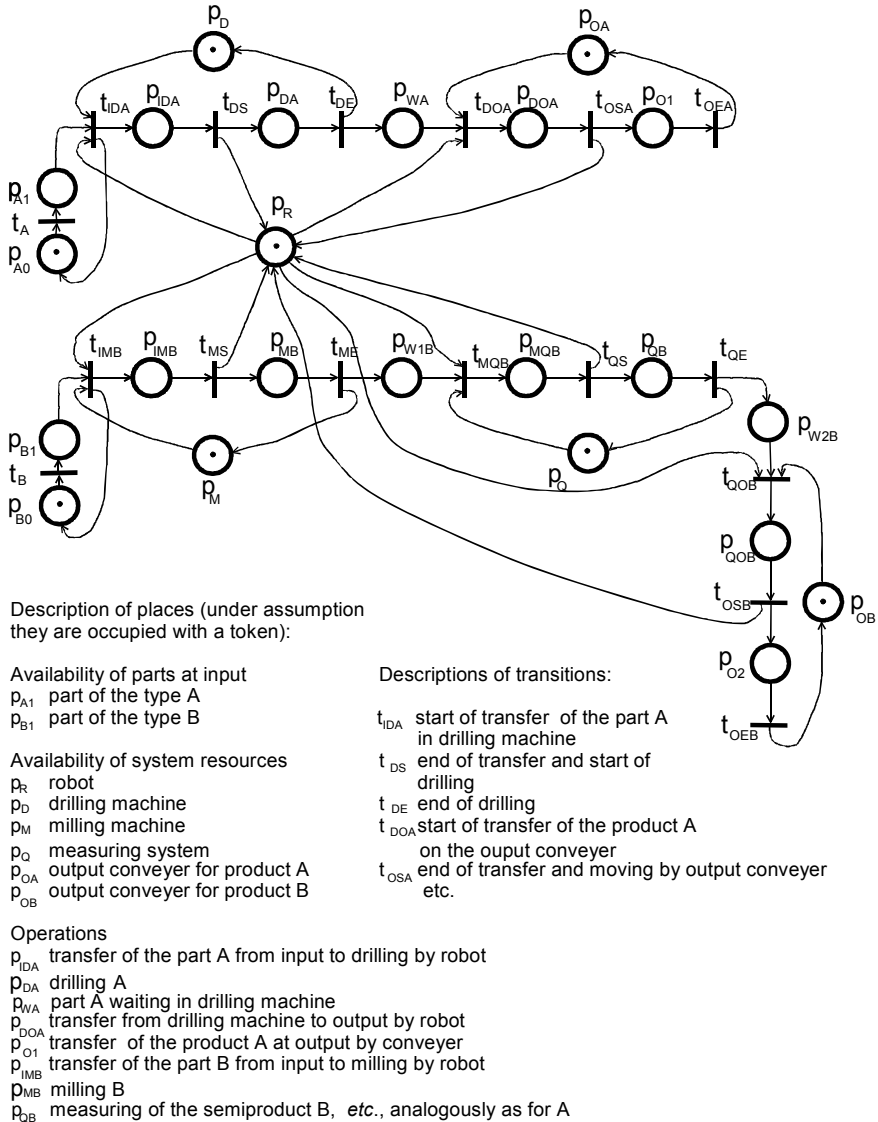 pD
pOA
tIDA pIDA tDS pDA tDE pWA tDOA pDOA tOSA pO1 tOEA
pA1
tA
pA0
pR
tIMB pIMB tMS pMB tME pW1B tMQB pMQB tQS pQB tQE
pW2B
pB1
tB
pB0
pM
pQ
tQOB
pQOB
tOSB
pOB
pO2
tOEB
Description of places (under assumption
they are occupied with a token):
Availability of parts at input
pA1 part of the type A
pB1 part of the type B
Availability of system resources
pR robot
pD drilling machine
pM milling machine
pQ measuring system
pOA output conveyer for product A
pOB output conveyer for product B
Descriptions of transitions:
tIDA start of transfer of the part A
in drilling machine
t DS end of transfer and start of
drilling
t DE end of drilling
t DOA start of transfer of the product A
on the ouput conveyer
tOSA end of transfer and moving by output conveyer
etc.
Operations
pIDA transfer of the part A from input to drilling by robot
pDA drilling A
pWA part A waiting in drilling machine
pDOA transfer from drilling machine to output by robot
pO1 transfer of the product A at output by conveyer
pIMB transfer of the part B from input to milling by robot
pMB milling B
pQB measuring of the semiproduct B, etc., analogously as for A